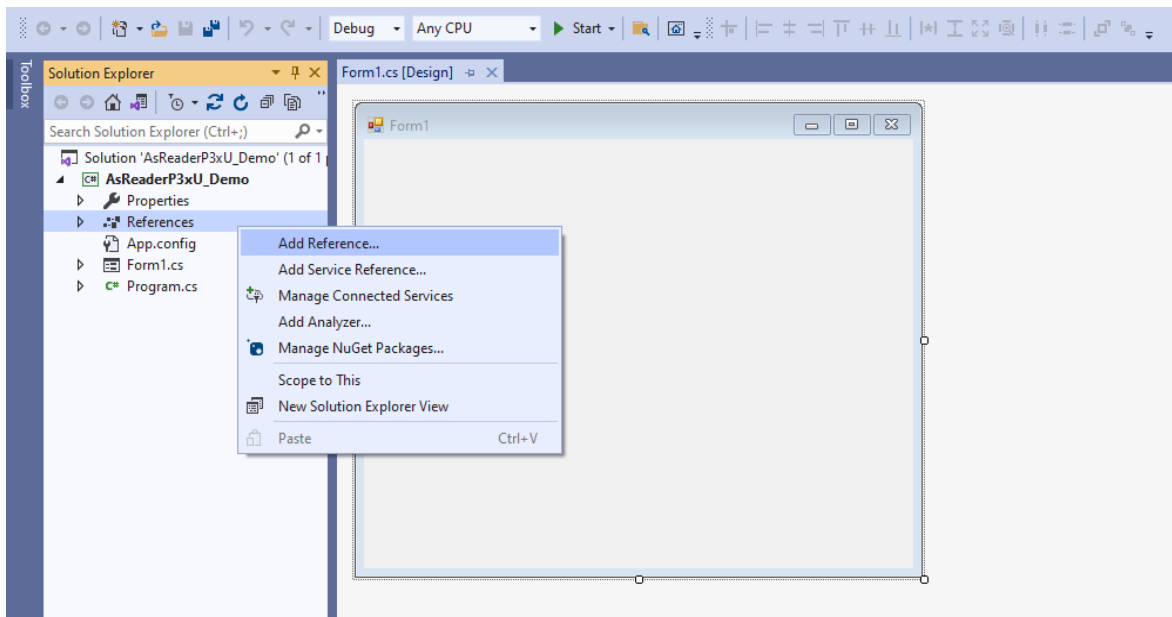 Debug Any CPU Start
Toolbox
Solution Explorer
Form1.cs [Design]
Search Solution Explorer (Ctrl+;)
Form1
Solution 'AsReaderP3xU_Demo' (1 of 1
C# AsReaderP3xU_Demo
Properties
References
App.config
Form1.cs
C# Program.cs
Add Reference...
Add Service Reference...
Manage Connected Services
Add Analyzer...
Manage NuGet Packages...
Scope to This
New Solution Explorer View
Paste Ctrl+V